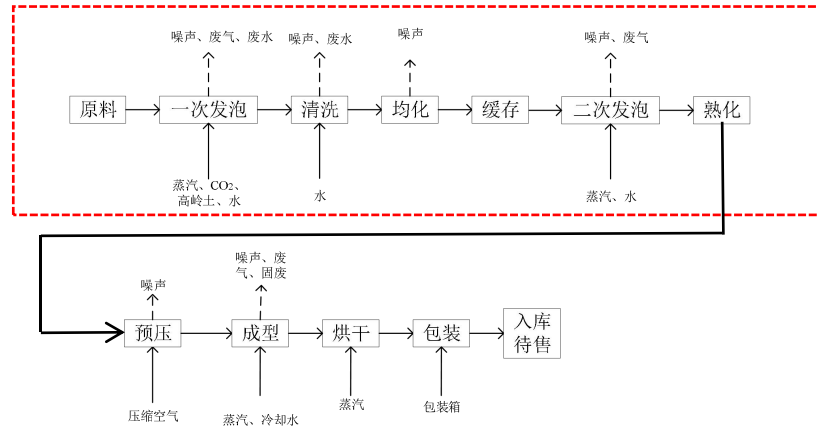 噪声、废气、废水
噪声、废水
噪声
噪声、废气
原料
一次发泡
清洗
均化
缓存
二次发泡
熟化
蒸汽、CO₂、
高岭土、水
水
蒸汽、水
噪声
噪声、废
气、固废
预压
成型
烘干
包装
入库
待售
压缩空气
蒸汽、冷却水
蒸汽
包装箱